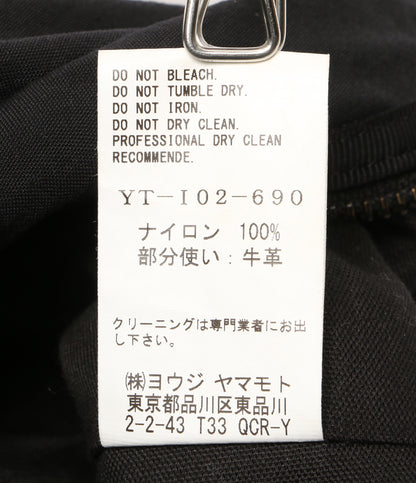 DO NOT BLEACH.
DO NOT TUMBLE DRY.
DO NOT IRON.
DO NOT DRY CLEAN.
PROFESSIONAL DRY CLEAN
RECOMMENDE.
YT-I02-690
ナイロン 100%
部分使い：牛革
クリーニングは専門業者にお出
し下さい。
㈱ヨウジ ヤマモト
東京都品川区東品川
2-2-43 T33 QCR-Y